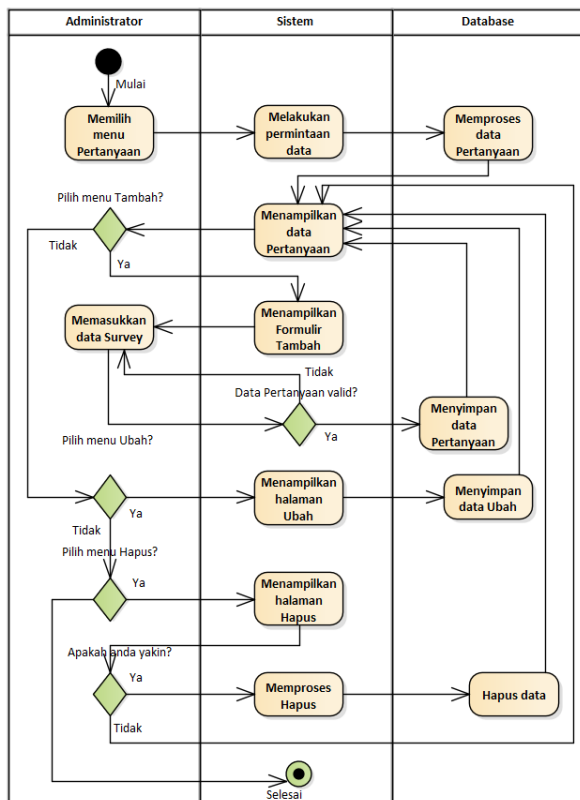 Administrator
Sistem
Database
Mulai
Memilih
menu
Pertanyaan
Melakukan
permintaan
data
Memproses
data
Pertanyaan
Pilih menu Tambah?
Menampilkan
data
Pertanyaan
Tidak
Ya
Memasukkan
data Survey
Menampilkan
Formulir
Tambah
Tidak
Data Pertanyaan valid?
Ya
Menyimpan
data
Pertanyaan
Pilih menu Ubah?
Ya
Tidak
Menampilkan
halaman
Ubah
Menyimpan
data Ubah
Pilih menu Hapus?
Ya
Menampilkan
halaman
Hapus
Apakah anda yakin?
Ya
Tidak
Memproses
Hapus
Hapus data
Selesai